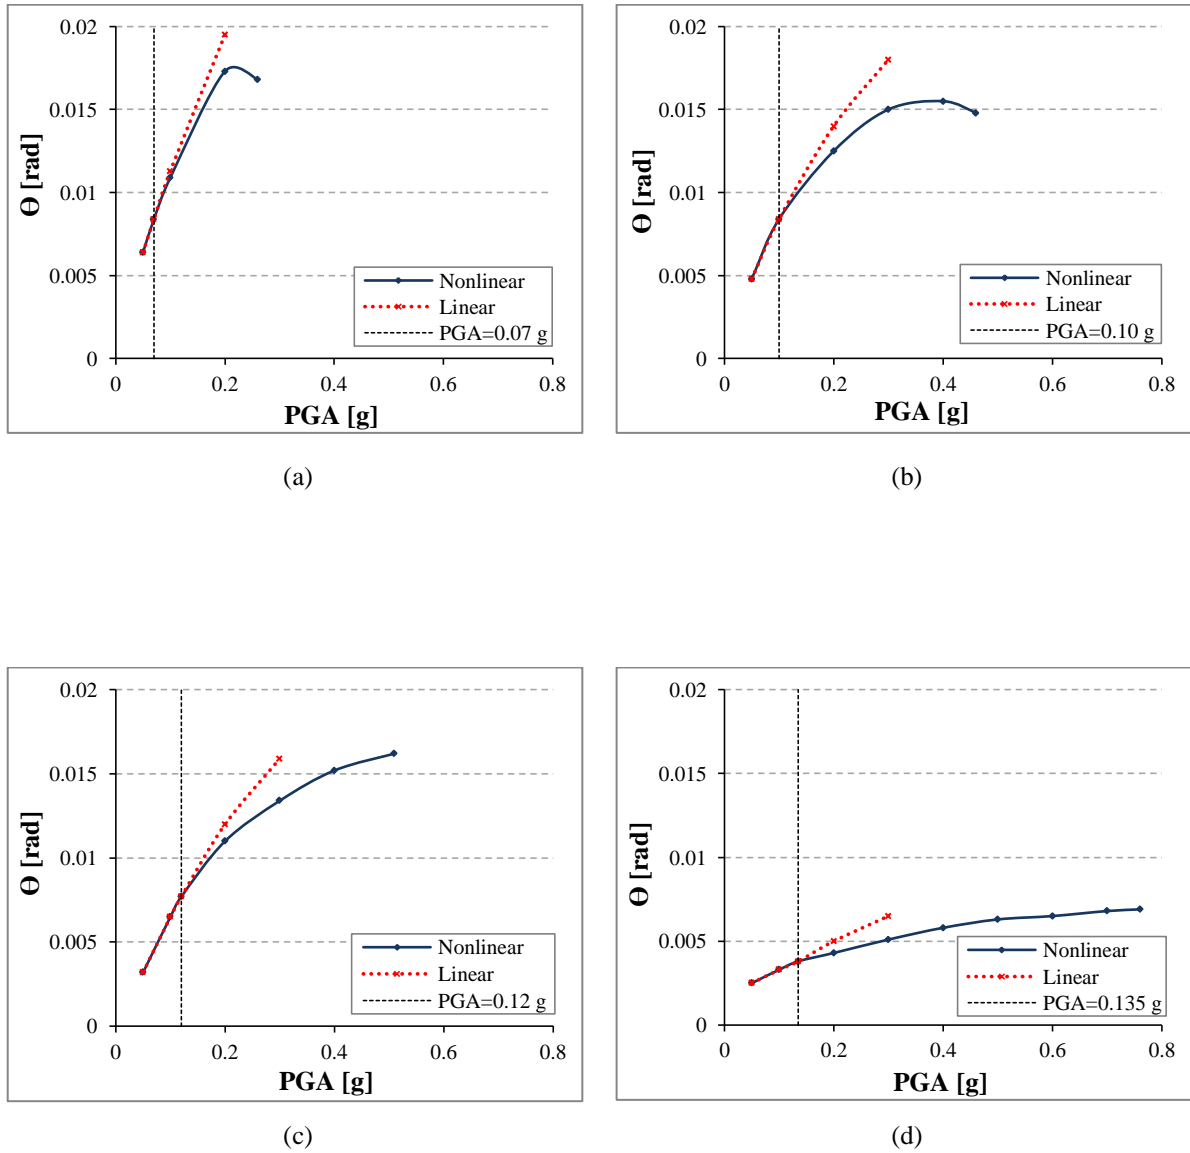 0.02
0.015
0.01
0.005
0
Ө [rad]
0 0.2 0.4 0.6 0.8
PGA [g]
Nonlinear
Linear
PGA=0.07 g
(a)
0.02
0.015
0.01
0.005
0
Ө [rad]
0 0.2 0.4 0.6 0.8
PGA [g]
Nonlinear
Linear
PGA=0.10 g
(b)
0.02
0.015
0.01
0.005
0
Ө [rad]
0 0.2 0.4 0.6 0.8
PGA [g]
Nonlinear
Linear
PGA=0.12 g
(c)
0.02
0.015
0.01
0.005
0
Ө [rad]
0 0.2 0.4 0.6 0.8
PGA [g]
Nonlinear
Linear
PGA=0.135 g
(d)